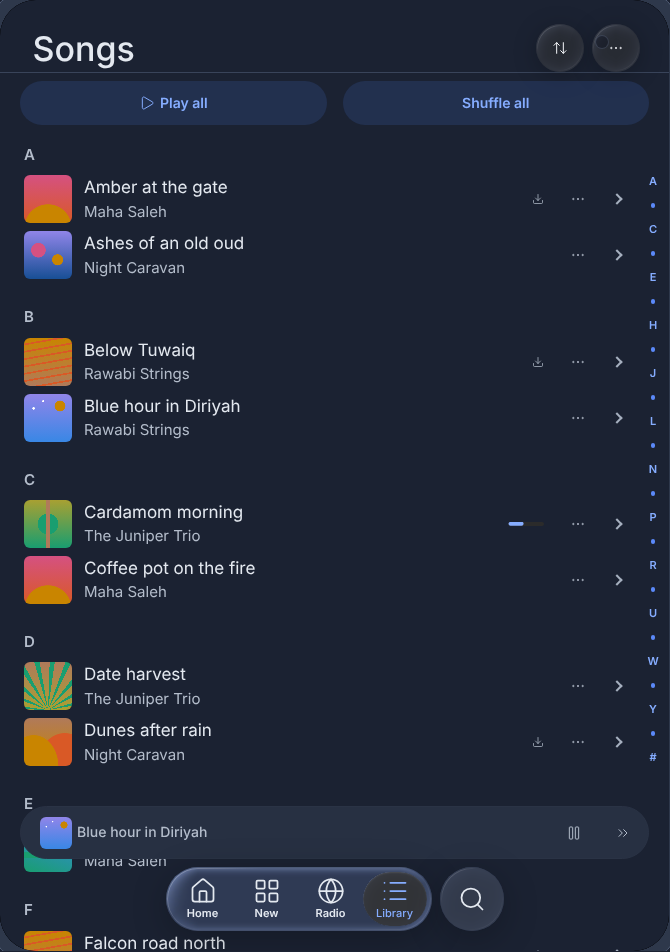 Songs
Play all
Shuffle all
A
Amber at the gate
Maha Saleh
Ashes of an old oud
Night Caravan
B
Below Tuwaiq
Rawabi Strings
Blue hour in Diriyah
Rawabi Strings
C
Cardamom morning
The Juniper Trio
Coffee pot on the fire
Maha Saleh
D
Date harvest
The Juniper Trio
Dunes after rain
Night Caravan
E
Blue hour in Diriyah
Maha Saleh
Home
New
Radio
Library
F
Falcon road north
A
C
E
H
J
L
N
P
R
U
W
Y
#